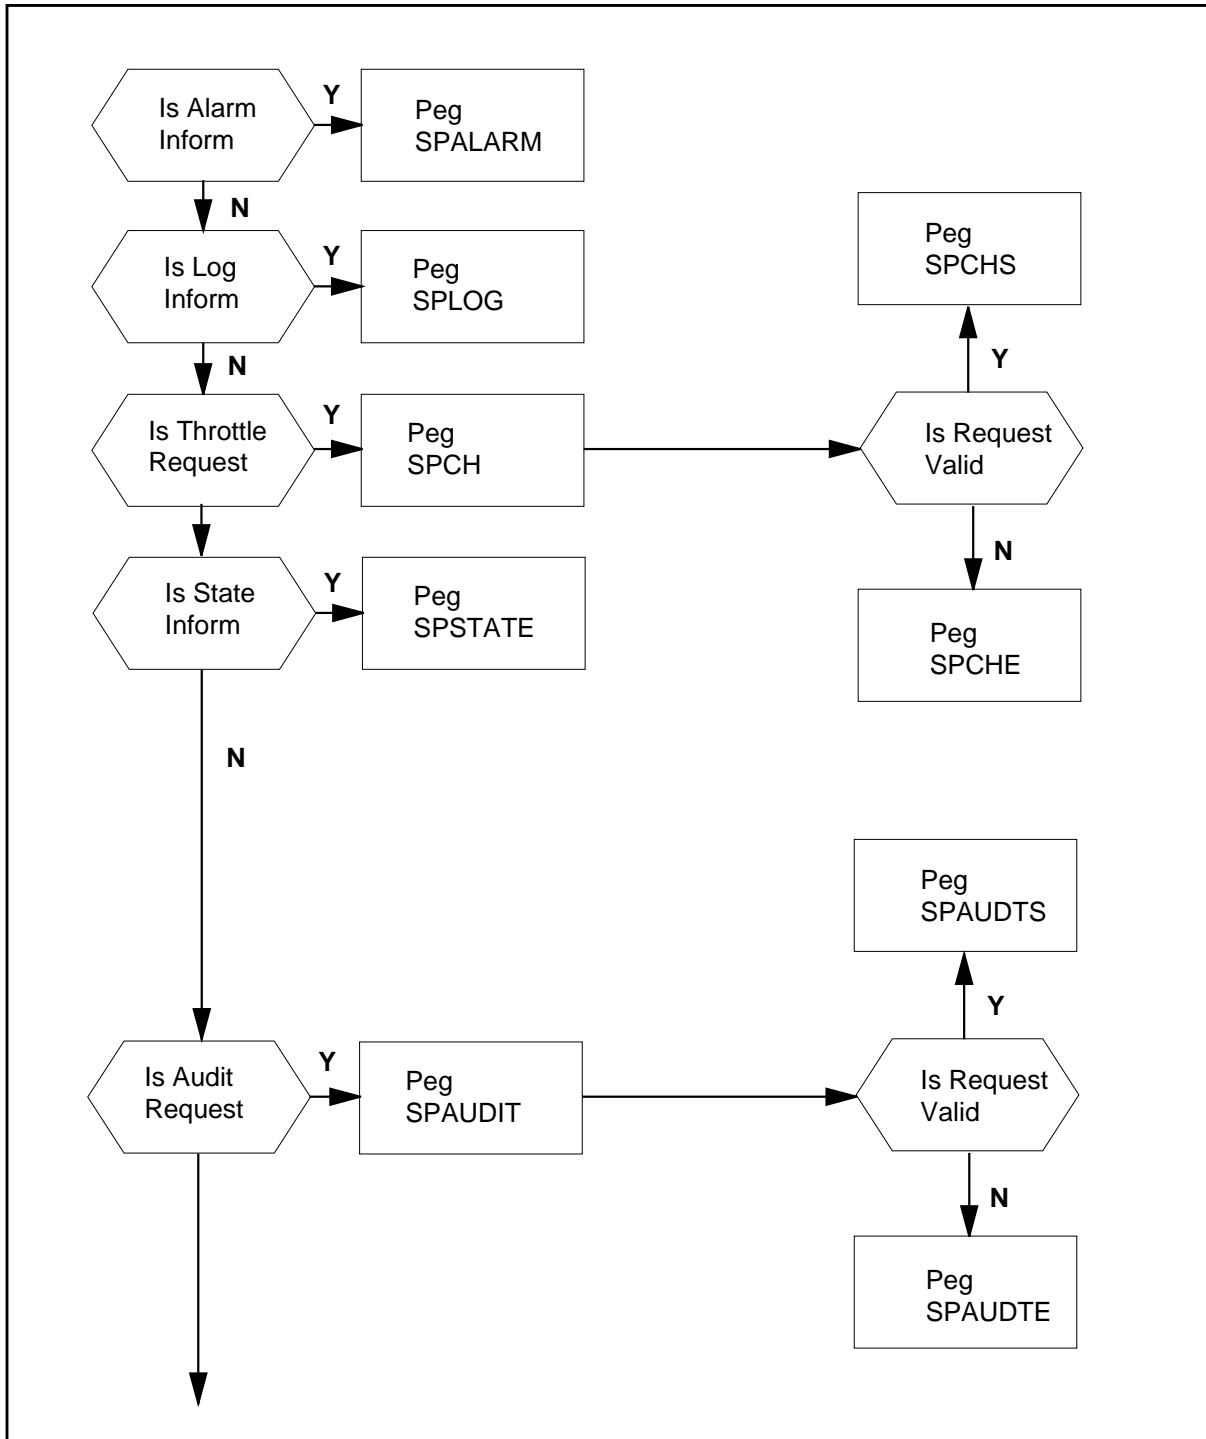 Is Alarm
Inform
Y
Peg
SPALARM
N
Is Log
Inform
Y
Peg
SPLOG
Peg
SPCHS
N
Y
Is Throttle
Request
Y
Peg
SPCH
Is Request
Valid
N
Is State
Inform
Y
Peg
SPSTATE
Peg
SPCHE
N
Peg
SPAUDTS
Y
Is Audit
Request
Y
Peg
SPAUDIT
Is Request
Valid
N
Peg
SPAUDTE